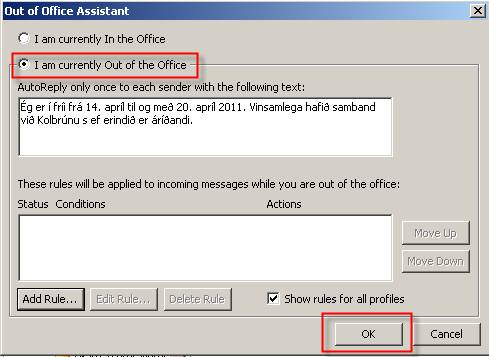 Out of Office Assistant
I am currently In the Office
I am currently Out of the Office
AutoReply only once to each sender with the following text:
Ég er í fríi frá 14. apríl til og með 20. apríl 2011. Vinsamlega hafið samband
við Kolbrúnu s ef erindið er áríðandi.
These rules will be applied to incoming messages while you are out of the office:
Status Conditions Actions
Move Up
Move Down
Add Rule... Edit Rule... Delete Rule Show rules for all profiles
OK Cancel